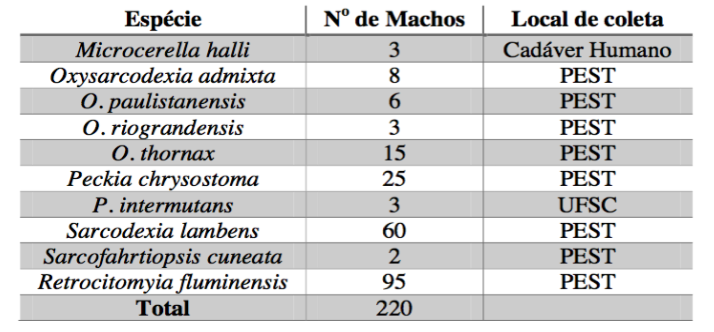 Espécie Nº de Machos Local de coleta
Microcerella halli 3 Cadáver Humano
Oxysarcodexia admixta 8 PEST
O. paulistanensis 6 PEST
O. riograndensis 3 PEST
O. thornax 15 PEST
Peckia chrysostoma 25 PEST
P. intermutans 3 UFSC
Sarcodexia lambens 60 PEST
Sarcofahrtiopsis cuneata 2 PEST
Retrocitomyia fluminensis 95 PEST
Total 220